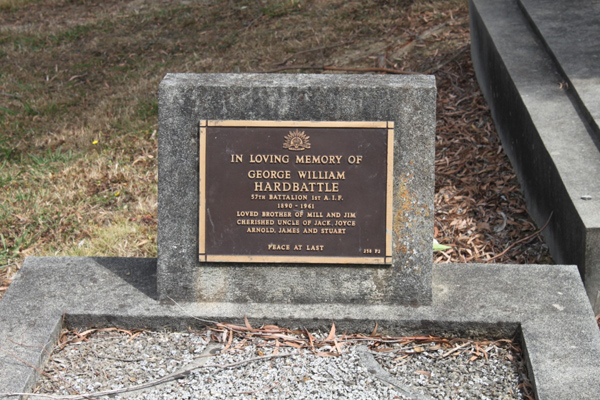 IN LOVING MEMORY OF
GEORGE WILLIAM
HARDBATTLE
57TH BATTALION 1ST A.I.F.
1890 - 1961
LOVED BROTHER OF MILL AND JIM
CHERISHED UNCLE OF JACK, JOYCE
ARNOLD, JAMES AND STUART
PEACE AT LAST